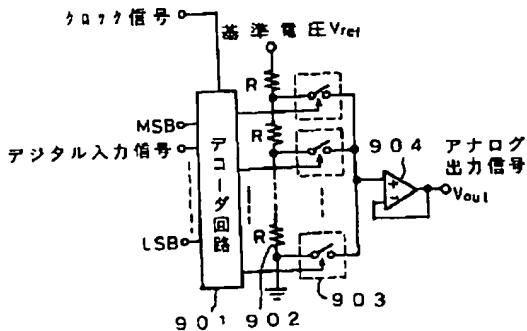 クロック信号
基準電圧Vref
R
MSB
R
デジタル入力信号
デコーダ回路
904
アナログ
出力信号
Vout
R
LSB
901
902
903